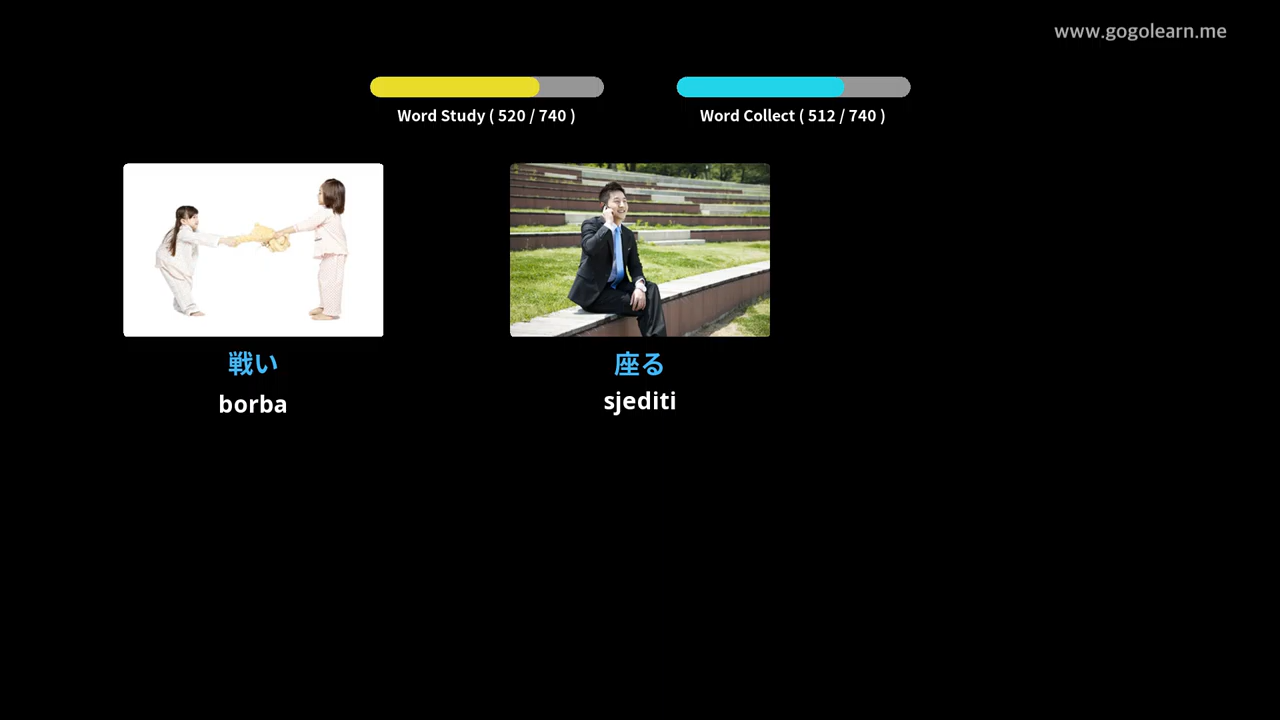 www.gogolearn.me
Word Study ( 520 / 740 )
Word Collect ( 512 / 740 )
戦い
borba
座る
sjediti